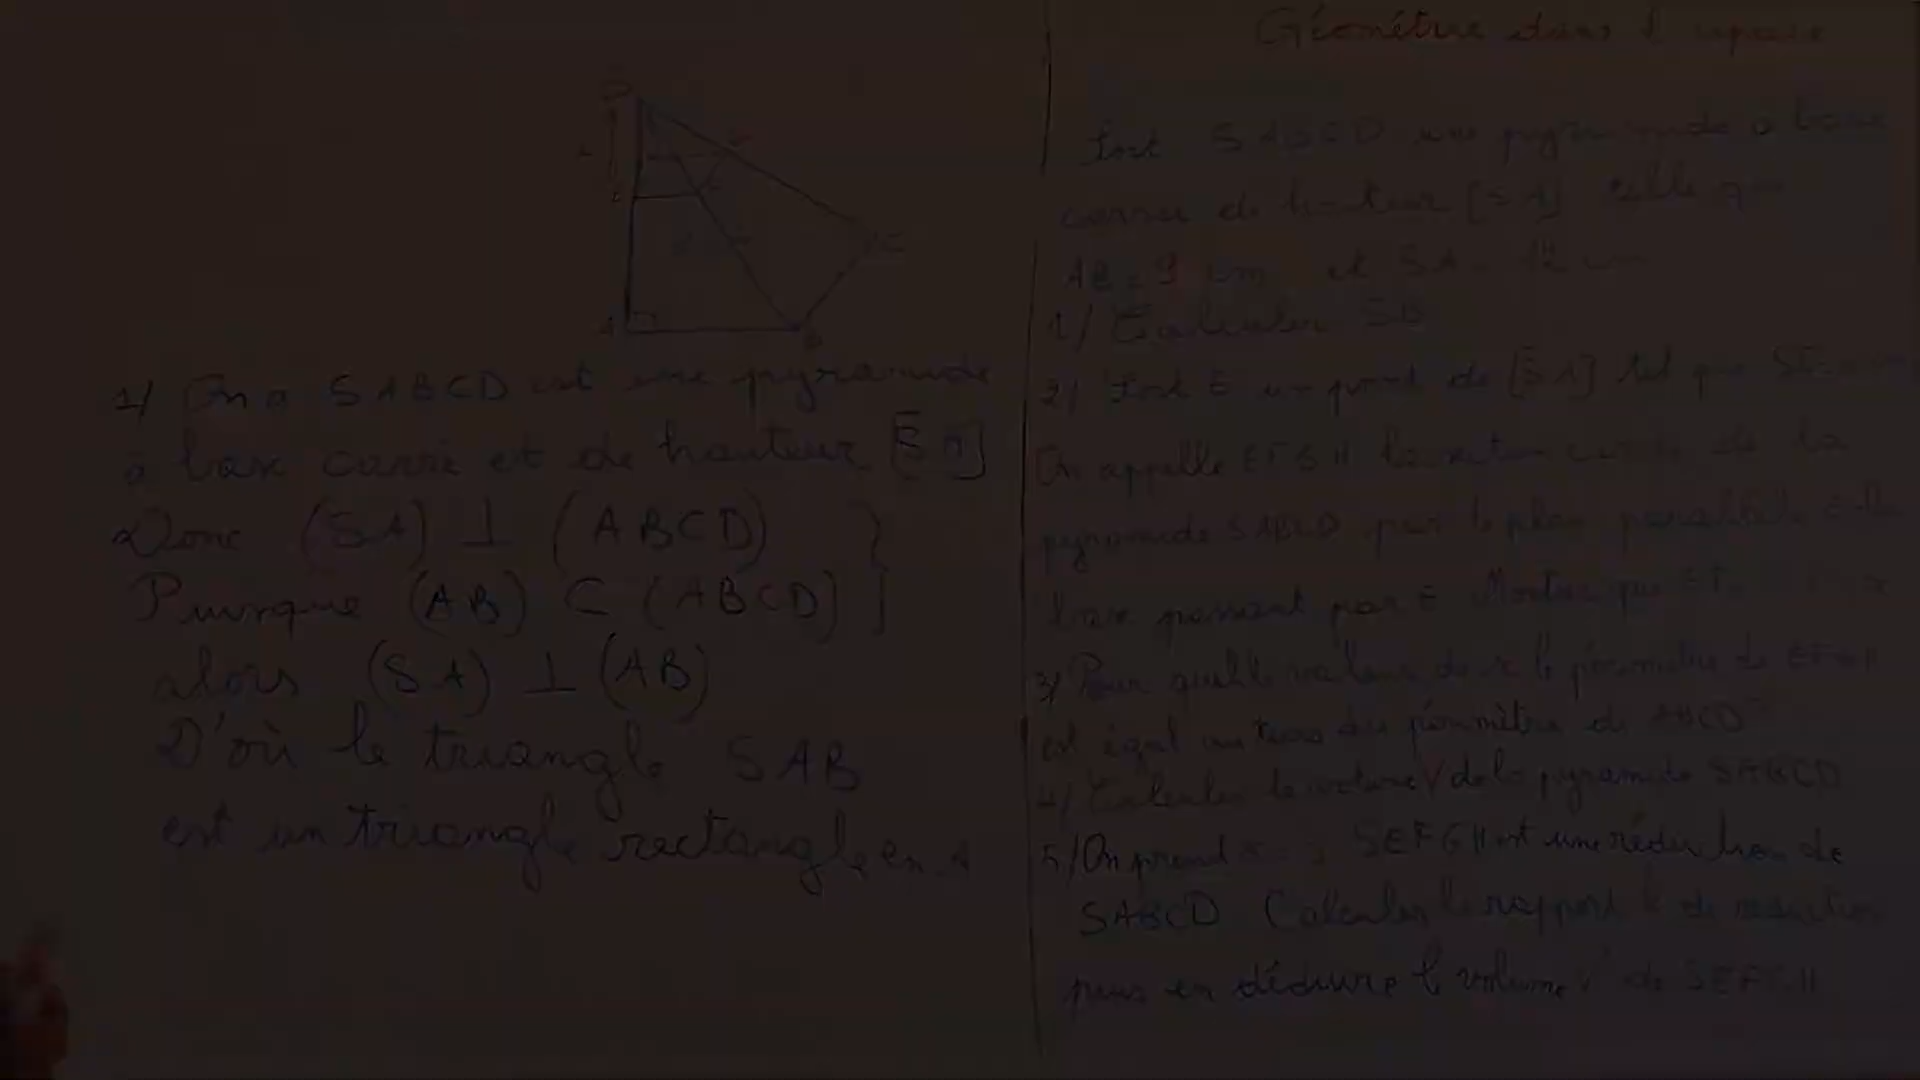 Géométrie dans l'espace
Soit SABCD une pyramide à base
carrée de hauteur [SA] telle que
AB = 9 cm et SA = 12 cm
1/ Calculer SB
2/ Soit E un point de [SA] tel que
On appelle EFGH la section de la
pyramide SABCD par le plan parallèle à la
base passant par E Montrer que
3/ Pour quelle valeur de x le périmètre de EFGH
est égal au tiers du périmètre de ABCD
4/ Calculer le volume V de la pyramide SABCD
5/ On prend SEFGH est une réduction de
SABCD Calculer le rapport k de réduction
puis en déduire le volume V' de SEFGH
A
B
1/ On a SABCD est une pyramide
à base carré et de hauteur [SA]
Donc (SA) ⊥ (ABCD) }
Puisque (AB) ⊂ (ABCD)
alors (SA) ⊥ (AB)
D'où le triangle SAB
est un triangle rectangle en A